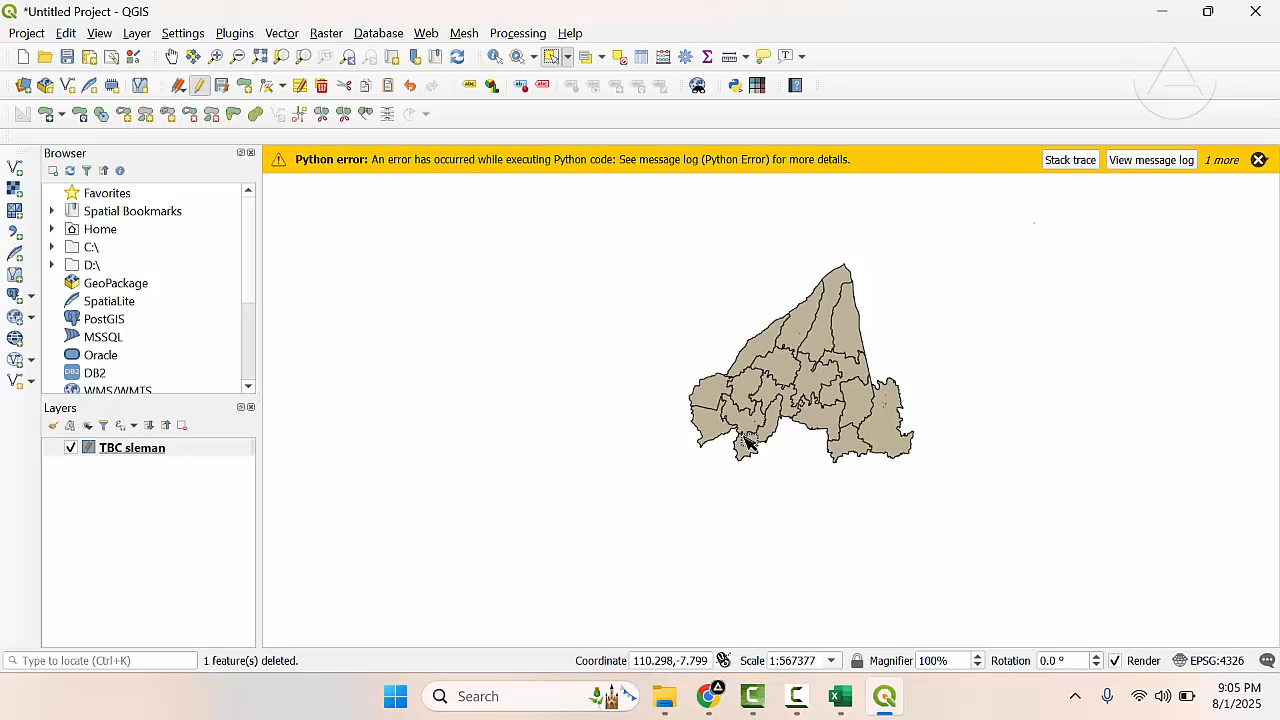 *Untitled Project - QGIS
Project Edit View Layer Settings Plugins Vector Raster Database Web Mesh Processing Help
Browser
Python error: An error has occurred while executing Python code: See message log (Python Error) for more details.
Stack trace
View message log
1 more
Favorites
Spatial Bookmarks
Home
C:\
D:\
GeoPackage
SpatiaLite
PostGIS
MSSQL
Oracle
DB2
WMS/WMTS
Layers
TBC sleman
Type to locate (Ctrl+K)
1 feature(s) deleted.
Coordinate 110.298,-7.799
Scale 1:567377
Magnifier 100%
Rotation 0.0 °
Render
EPSG:4326
Search
9:05 PM
8/1/2025